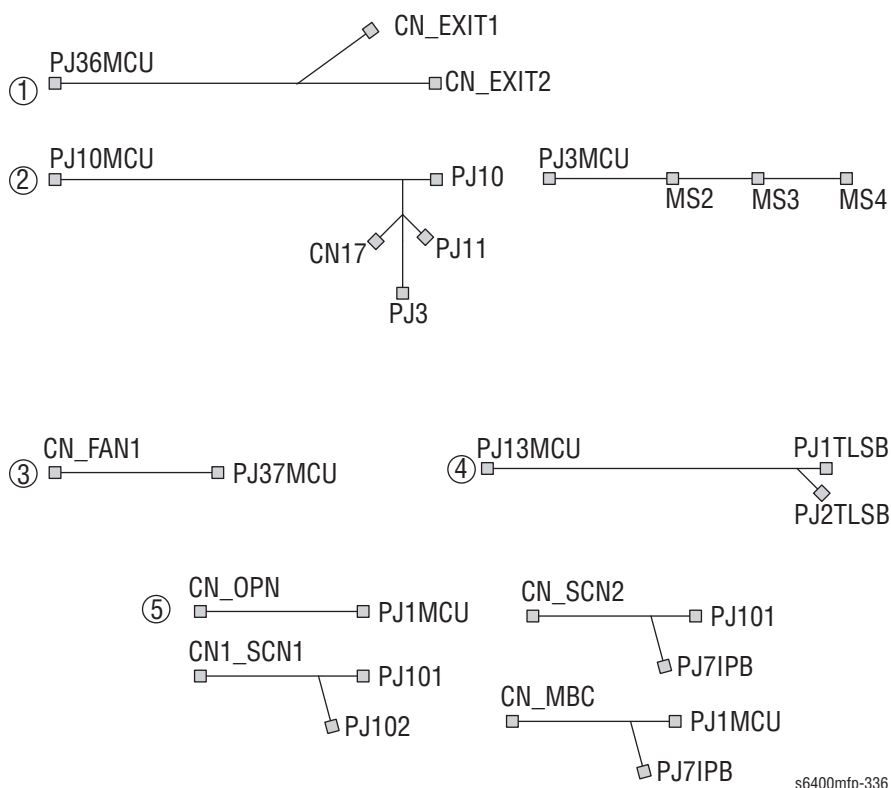 CN_EXIT1
PJ36MCU
1
CN_EXIT2
PJ10MCU
2
PJ10
CN17
PJ11
PJ3
PJ3MCU
MS2
MS3
MS4
CN_FAN1
3
PJ37MCU
PJ13MCU
4
PJ1TLSB
PJ2TLSB
5
CN_OPN
PJ1MCU
CN1_SCN1
PJ101
PJ102
CN_SCN2
PJ101
PJ7IPB
CN_MBC
PJ1MCU
PJ7IPB
s6400mfp-336